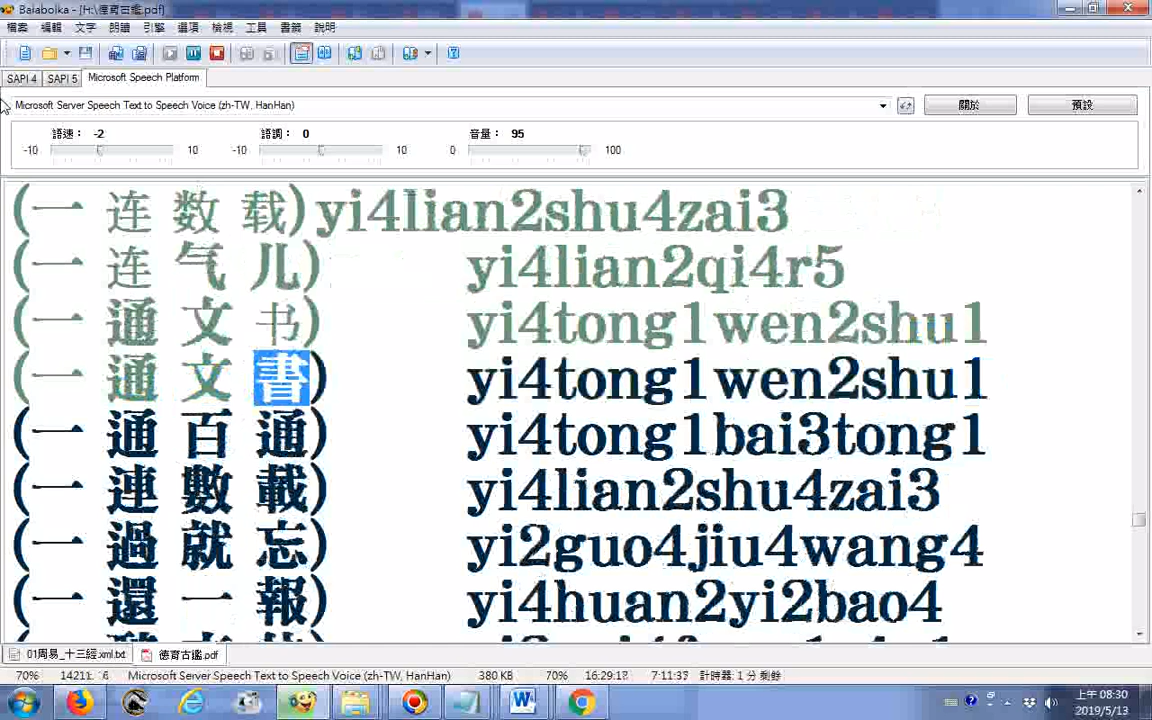 Balabolka - [H:\德育古鑑.pdf]
檔案 編輯 文字 朗讀 引擎 選項 檢視 工具 書籤 說明
SAPI 4 SAPI 5 Microsoft Speech Platform
Microsoft Server Speech Text to Speech Voice (zh-TW, HanHan) 關於 預設
語速： -2 語調： 0 音量： 95
-10 10 -10 10 0 100
(一 连 数 载) yi4lian2shu4zai3
(一 连 气 儿) yi4lian2qi4r5
(一 通 文 书) yi4tong1wen2shu1
(一 通 文 書) yi4tong1wen2shu1
(一 通 百 通) yi4tong1bai3tong1
(一 連 數 載) yi4lian2shu4zai3
(一 過 就 忘) yi2guo4jiu4wang4
(一 還 一 報) yi4huan2yi2bao4
01周易_十三經.xml.txt 德育古鑑.pdf
70% Microsoft Server Speech Text to Speech Voice (zh-TW, HanHan) 380 KB 70% 16:29:18 7:11:33 計時器: 1 分 剩餘
上午 08:30
2019/5/13